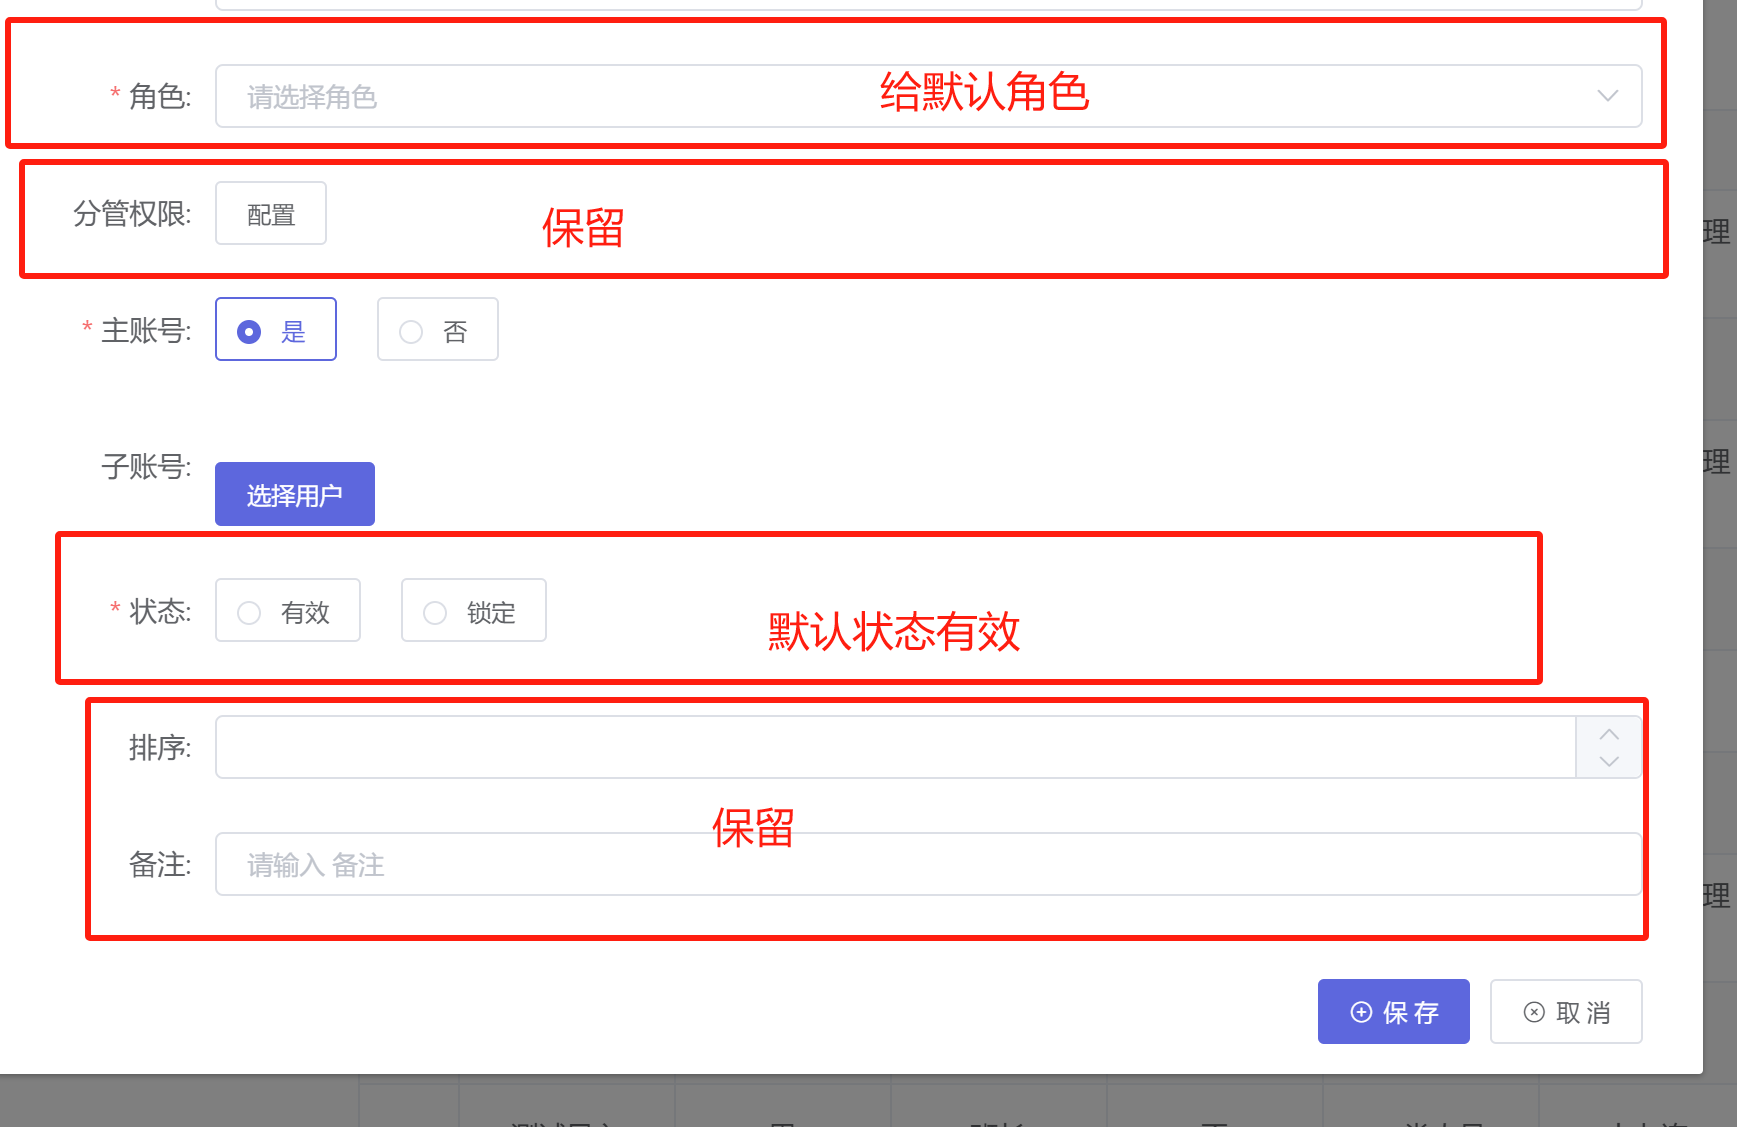 * 角色: 请选择角色 给默认角色
分管权限: 配置 保留
理
* 主账号: 是 否
子账号: 选择用户
理
* 状态: 有效 锁定 默认状态有效
排序:
保留
备注: 请输入 备注
理
保 存 取 消